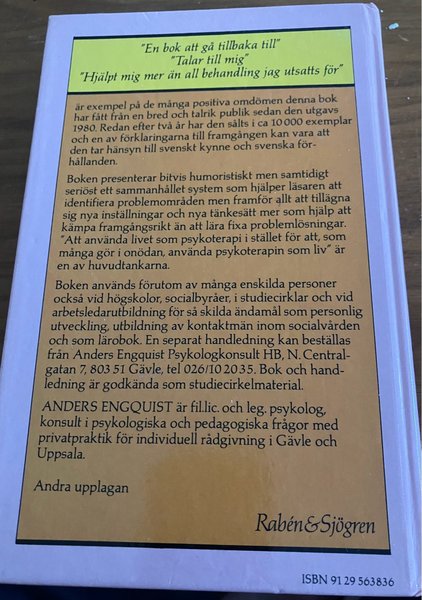 "En bok att gå tillbaka till"
"Talar till mig"
"Hjälpt mig mer än all behandling jag utsatts för"
är exempel på de många positiva omdömen denna bok
har fått från en bred och talrik publik sedan den utgavs
1980. Redan efter två år har den sålts i ca 10 000 exemplar
och en av förklaringarna till framgången kan vara att
den tar hänsyn till svenskt kynne och svenska för-
hållanden.
Boken presenterar bitvis humoristiskt men samtidigt
seriöst ett sammanhållet system som hjälper läsaren att
identifiera problemområden men framför allt att tillägna
sig nya inställningar och nya tänkesätt mer som hjälp att
kämpa framgångsrikt än att lära fixa problemlösningar.
"Att använda livet som psykoterapi i stället för att, som
många gör i onödan, använda psykoterapin som liv" är
en av huvudtankarna.
Boken används förutom av många enskilda personer
också vid högskolor, socialbyråer, i studiecirklar och vid
arbetsledarutbildning för så skilda ändamål som personlig
utveckling, utbildning av kontaktmän inom socialvården
och som lärobok. En separat handledning kan beställas
från Anders Engquist Psykologkonsult HB, N. Central-
gatan 7, 803 51 Gävle, tel 026/10 20 35. Bok och hand-
ledning är godkända som studiecirkelmaterial.
ANDERS ENGQUIST är fil.lic. och leg. psykolog,
konsult i psykologiska och pedagogiska frågor med
privatpraktik för individuell rådgivning i Gävle och
Uppsala.
Andra upplagan
Rabén&Sjögren
ISBN 91 29 563836